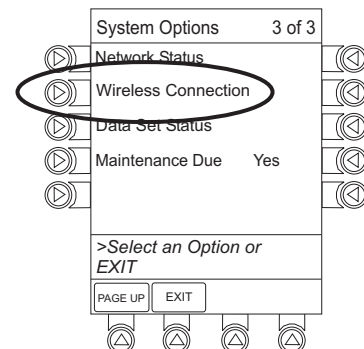 System Options 3 of 3
Network Status
Wireless Connection
Data Set Status
Maintenance Due Yes
>Select an Option or
EXIT
PAGE UP EXIT